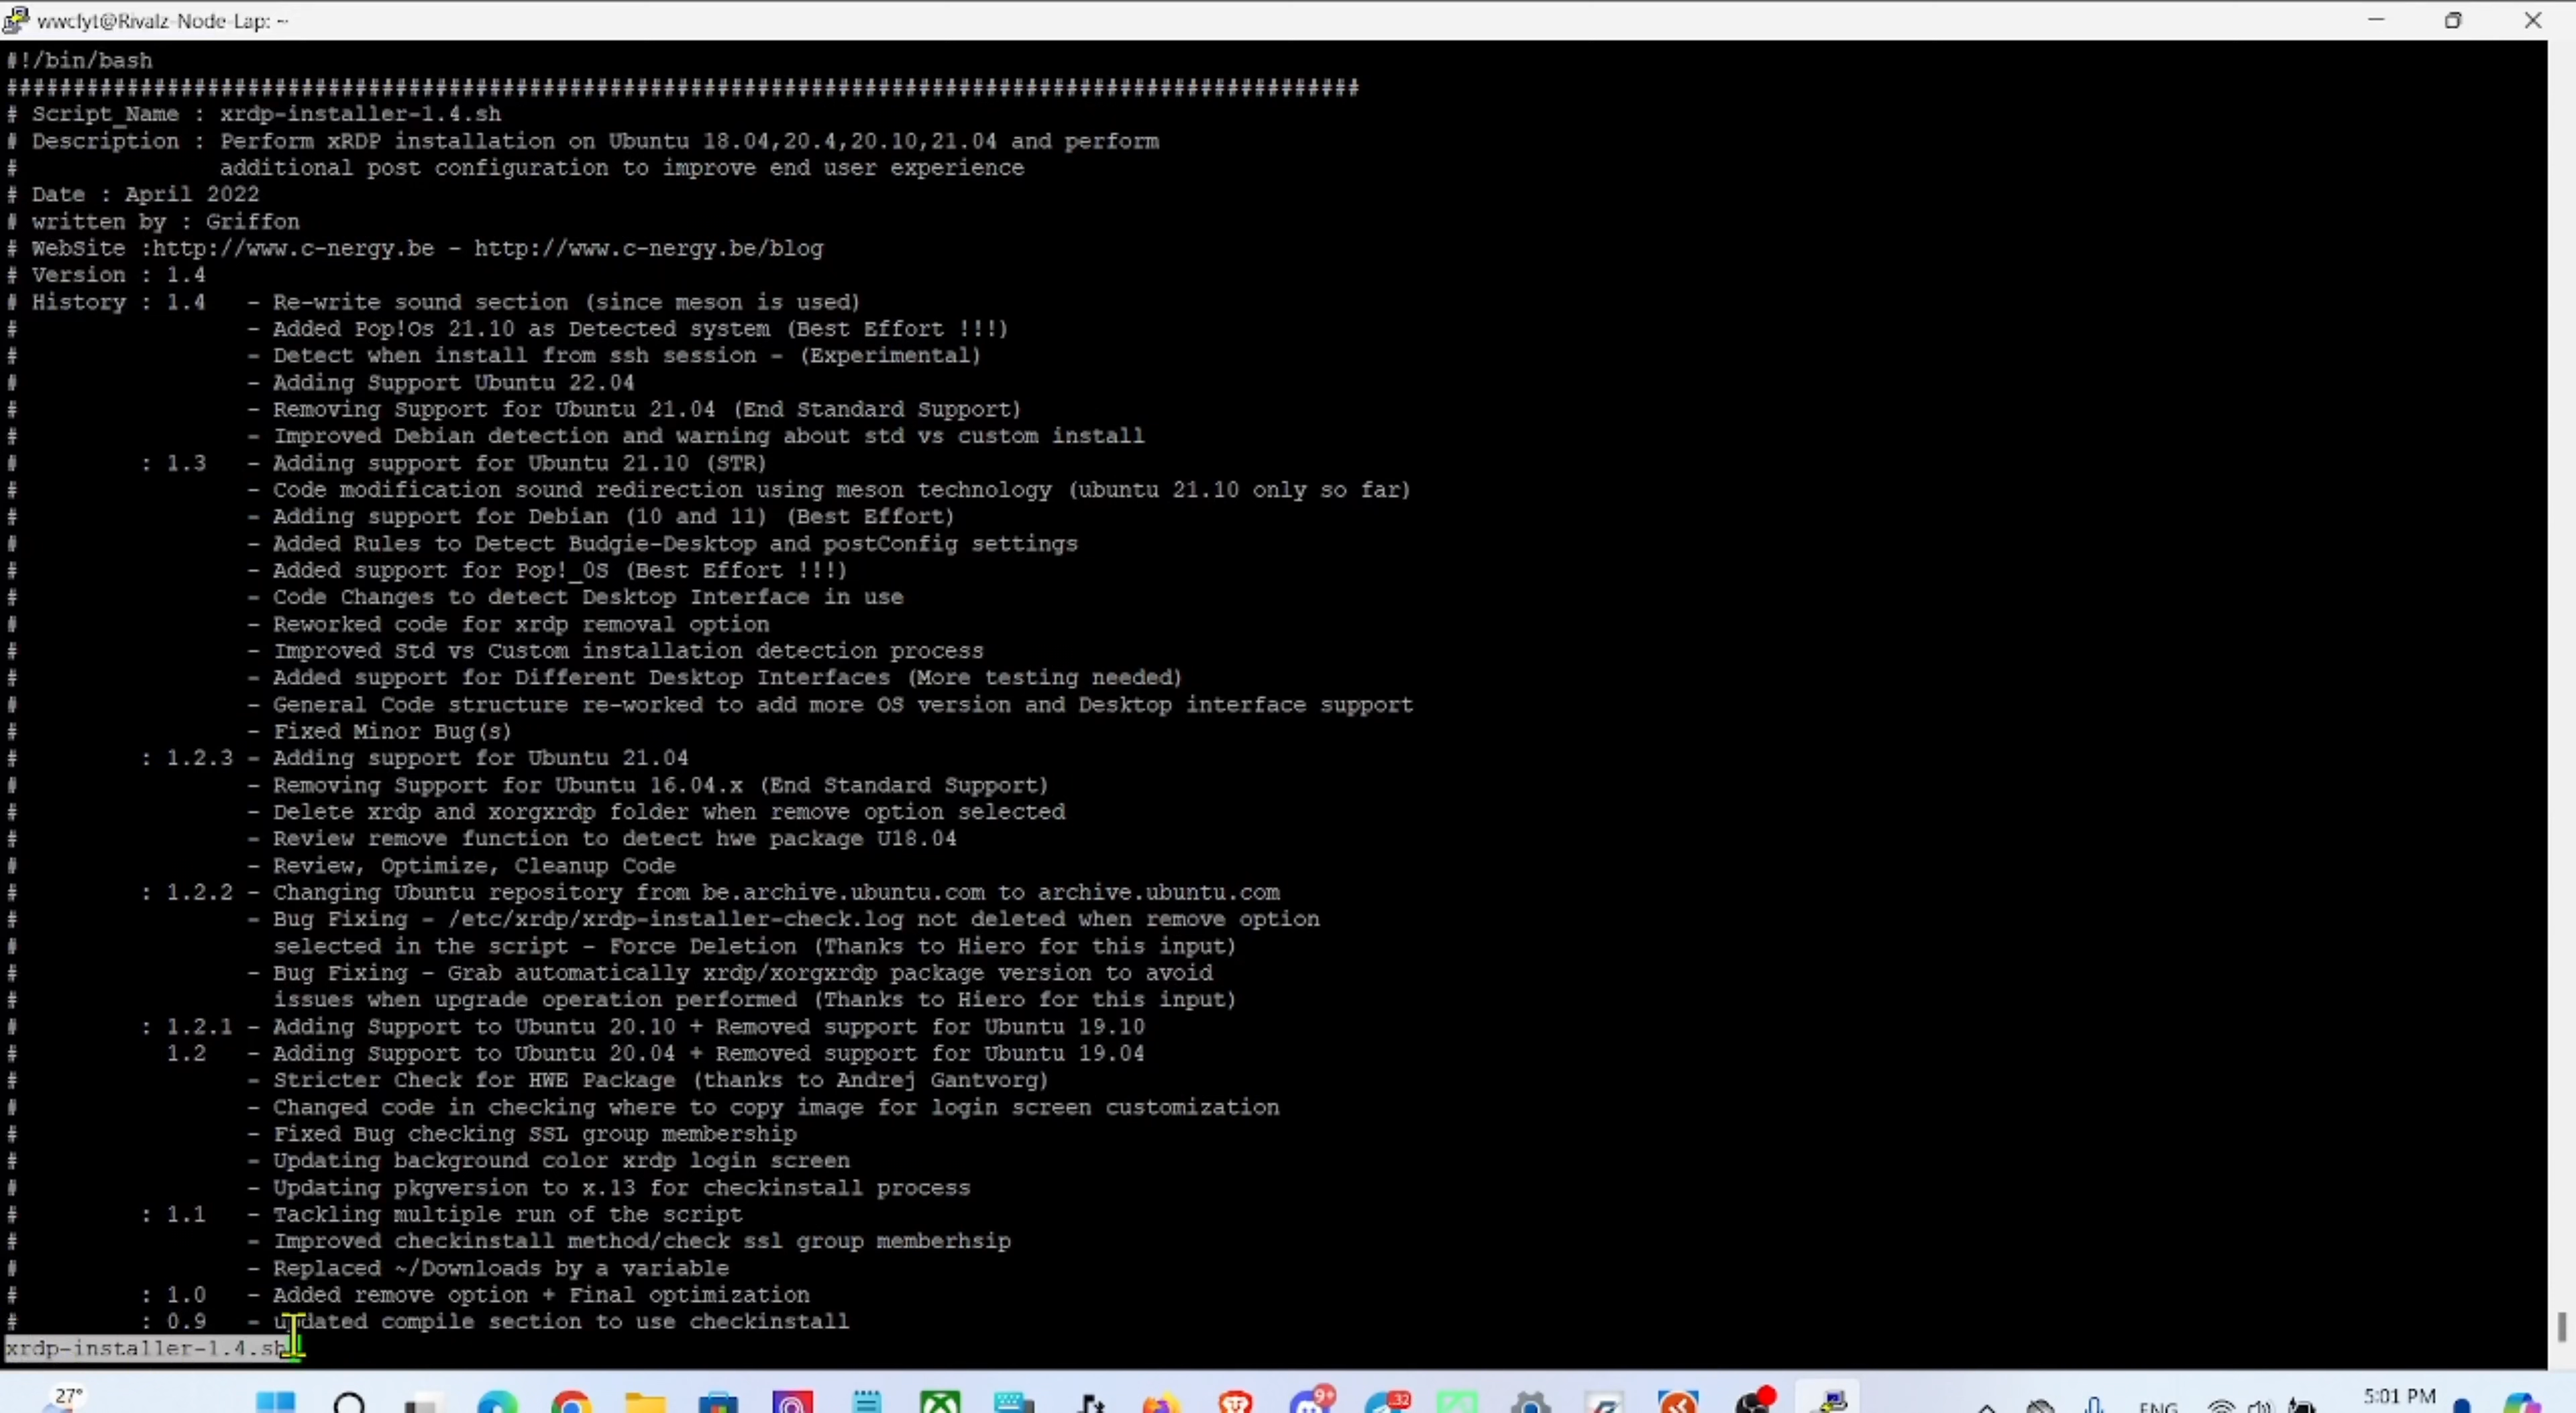 wwcfyt@Rivalz-Node-Lap: ~
#!/bin/bash
#####################################################################################################
# Script_Name : xrdp-installer-1.4.sh
# Description : Perform xRDP installation on Ubuntu 18.04,20.4,20.10,21.04 and perform
#               additional post configuration to improve end user experience
# Date : April 2022
# written by : Griffon
# WebSite :http://www.c-nergy.be - http://www.c-nergy.be/blog
# Version : 1.4
# History : 1.4   - Re-write sound section (since meson is used)
#                 - Added Pop!Os 21.10 as Detected system (Best Effort !!!)
#                 - Detect when install from ssh session - (Experimental)
#                 - Adding Support Ubuntu 22.04
#                 - Removing Support for Ubuntu 21.04 (End Standard Support)
#                 - Improved Debian detection and warning about std vs custom install
#         : 1.3   - Adding support for Ubuntu 21.10 (STR)
#                 - Code modification sound redirection using meson technology (ubuntu 21.10 only so far)
#                 - Adding support for Debian (10 and 11) (Best Effort)
#                 - Added Rules to Detect Budgie-Desktop and postConfig settings
#                 - Added support for Pop!_0S (Best Effort !!!)
#                 - Code Changes to detect Desktop Interface in use
#                 - Reworked code for xrdp removal option
#                 - Improved Std vs Custom installation detection process
#                 - Added support for Different Desktop Interfaces (More testing needed)
#                 - General Code structure re-worked to add more OS version and Desktop interface support
#                 - Fixed Minor Bug(s)
#         : 1.2.3 - Adding support for Ubuntu 21.04
#                 - Removing Support for Ubuntu 16.04.x (End Standard Support)
#                 - Delete xrdp and xorgxrdp folder when remove option selected
#                 - Review remove function to detect hwe package U18.04
#                 - Review, Optimize, Cleanup Code
#         : 1.2.2 - Changing Ubuntu repository from be.archive.ubuntu.com to archive.ubuntu.com
#                 - Bug Fixing - /etc/xrdp/xrdp-installer-check.log not deleted when remove option
#                   selected in the script - Force Deletion (Thanks to Hiero for this input)
#                 - Bug Fixing - Grab automatically xrdp/xorgxrdp package version to avoid
#                   issues when upgrade operation performed (Thanks to Hiero for this input)
#         : 1.2.1 - Adding Support to Ubuntu 20.10 + Removed support for Ubuntu 19.10
#           1.2   - Adding Support to Ubuntu 20.04 + Removed support for Ubuntu 19.04
#                 - Stricter Check for HWE Package (thanks to Andrej Gantvorg)
#                 - Changed code in checking where to copy image for login screen customization
#                 - Fixed Bug checking SSL group membership
#                 - Updating background color xrdp login screen
#                 - Updating pkgversion to x.13 for checkinstall process
#         : 1.1   - Tackling multiple run of the script
#                 - Improved checkinstall method/check ssl group memberhsip
#                 - Replaced ~/Downloads by a variable
#         : 1.0   - Added remove option + Final optimization
#         : 0.9   - updated compile section to use checkinstall
xrdp-installer-1.4.sh
27° 9+ 32 ENG 5:01 PM